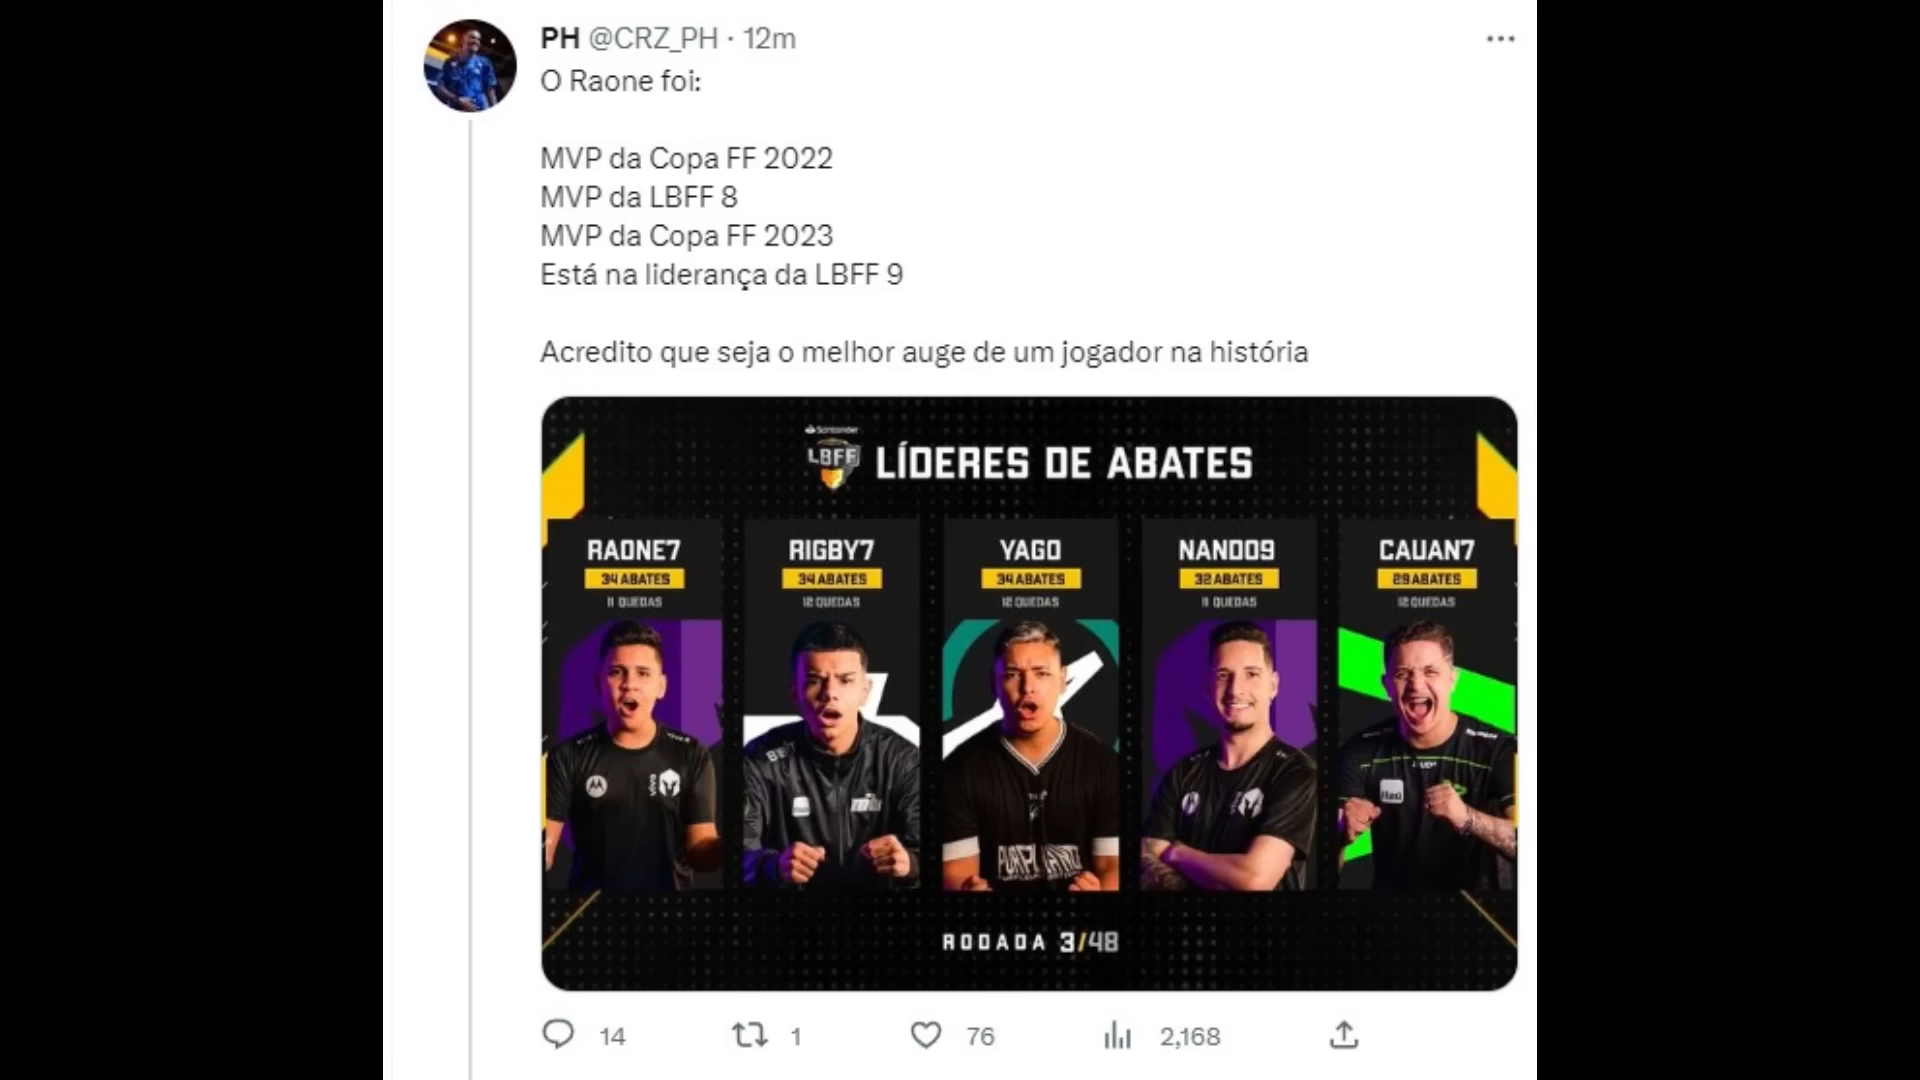 PH @CRZ_PH · 12m
O Raone foi:
MVP da Copa FF 2022
MVP da LBFF 8
MVP da Copa FF 2023
Está na liderança da LBFF 9
Acredito que seja o melhor auge de um jogador na história
Santander
LBFF
LÍDERES DE ABATES
RAONE7
34 ABATES
11 QUEDAS
RIGBY7
34 ABATES
12 QUEDAS
YAGO
34 ABATES
12 QUEDAS
NANDO9
32 ABATES
11 QUEDAS
CAUAN7
29 ABATES
12 QUEDAS
vivo
Itaú
RODADA 3/48
14 1 76 2,168